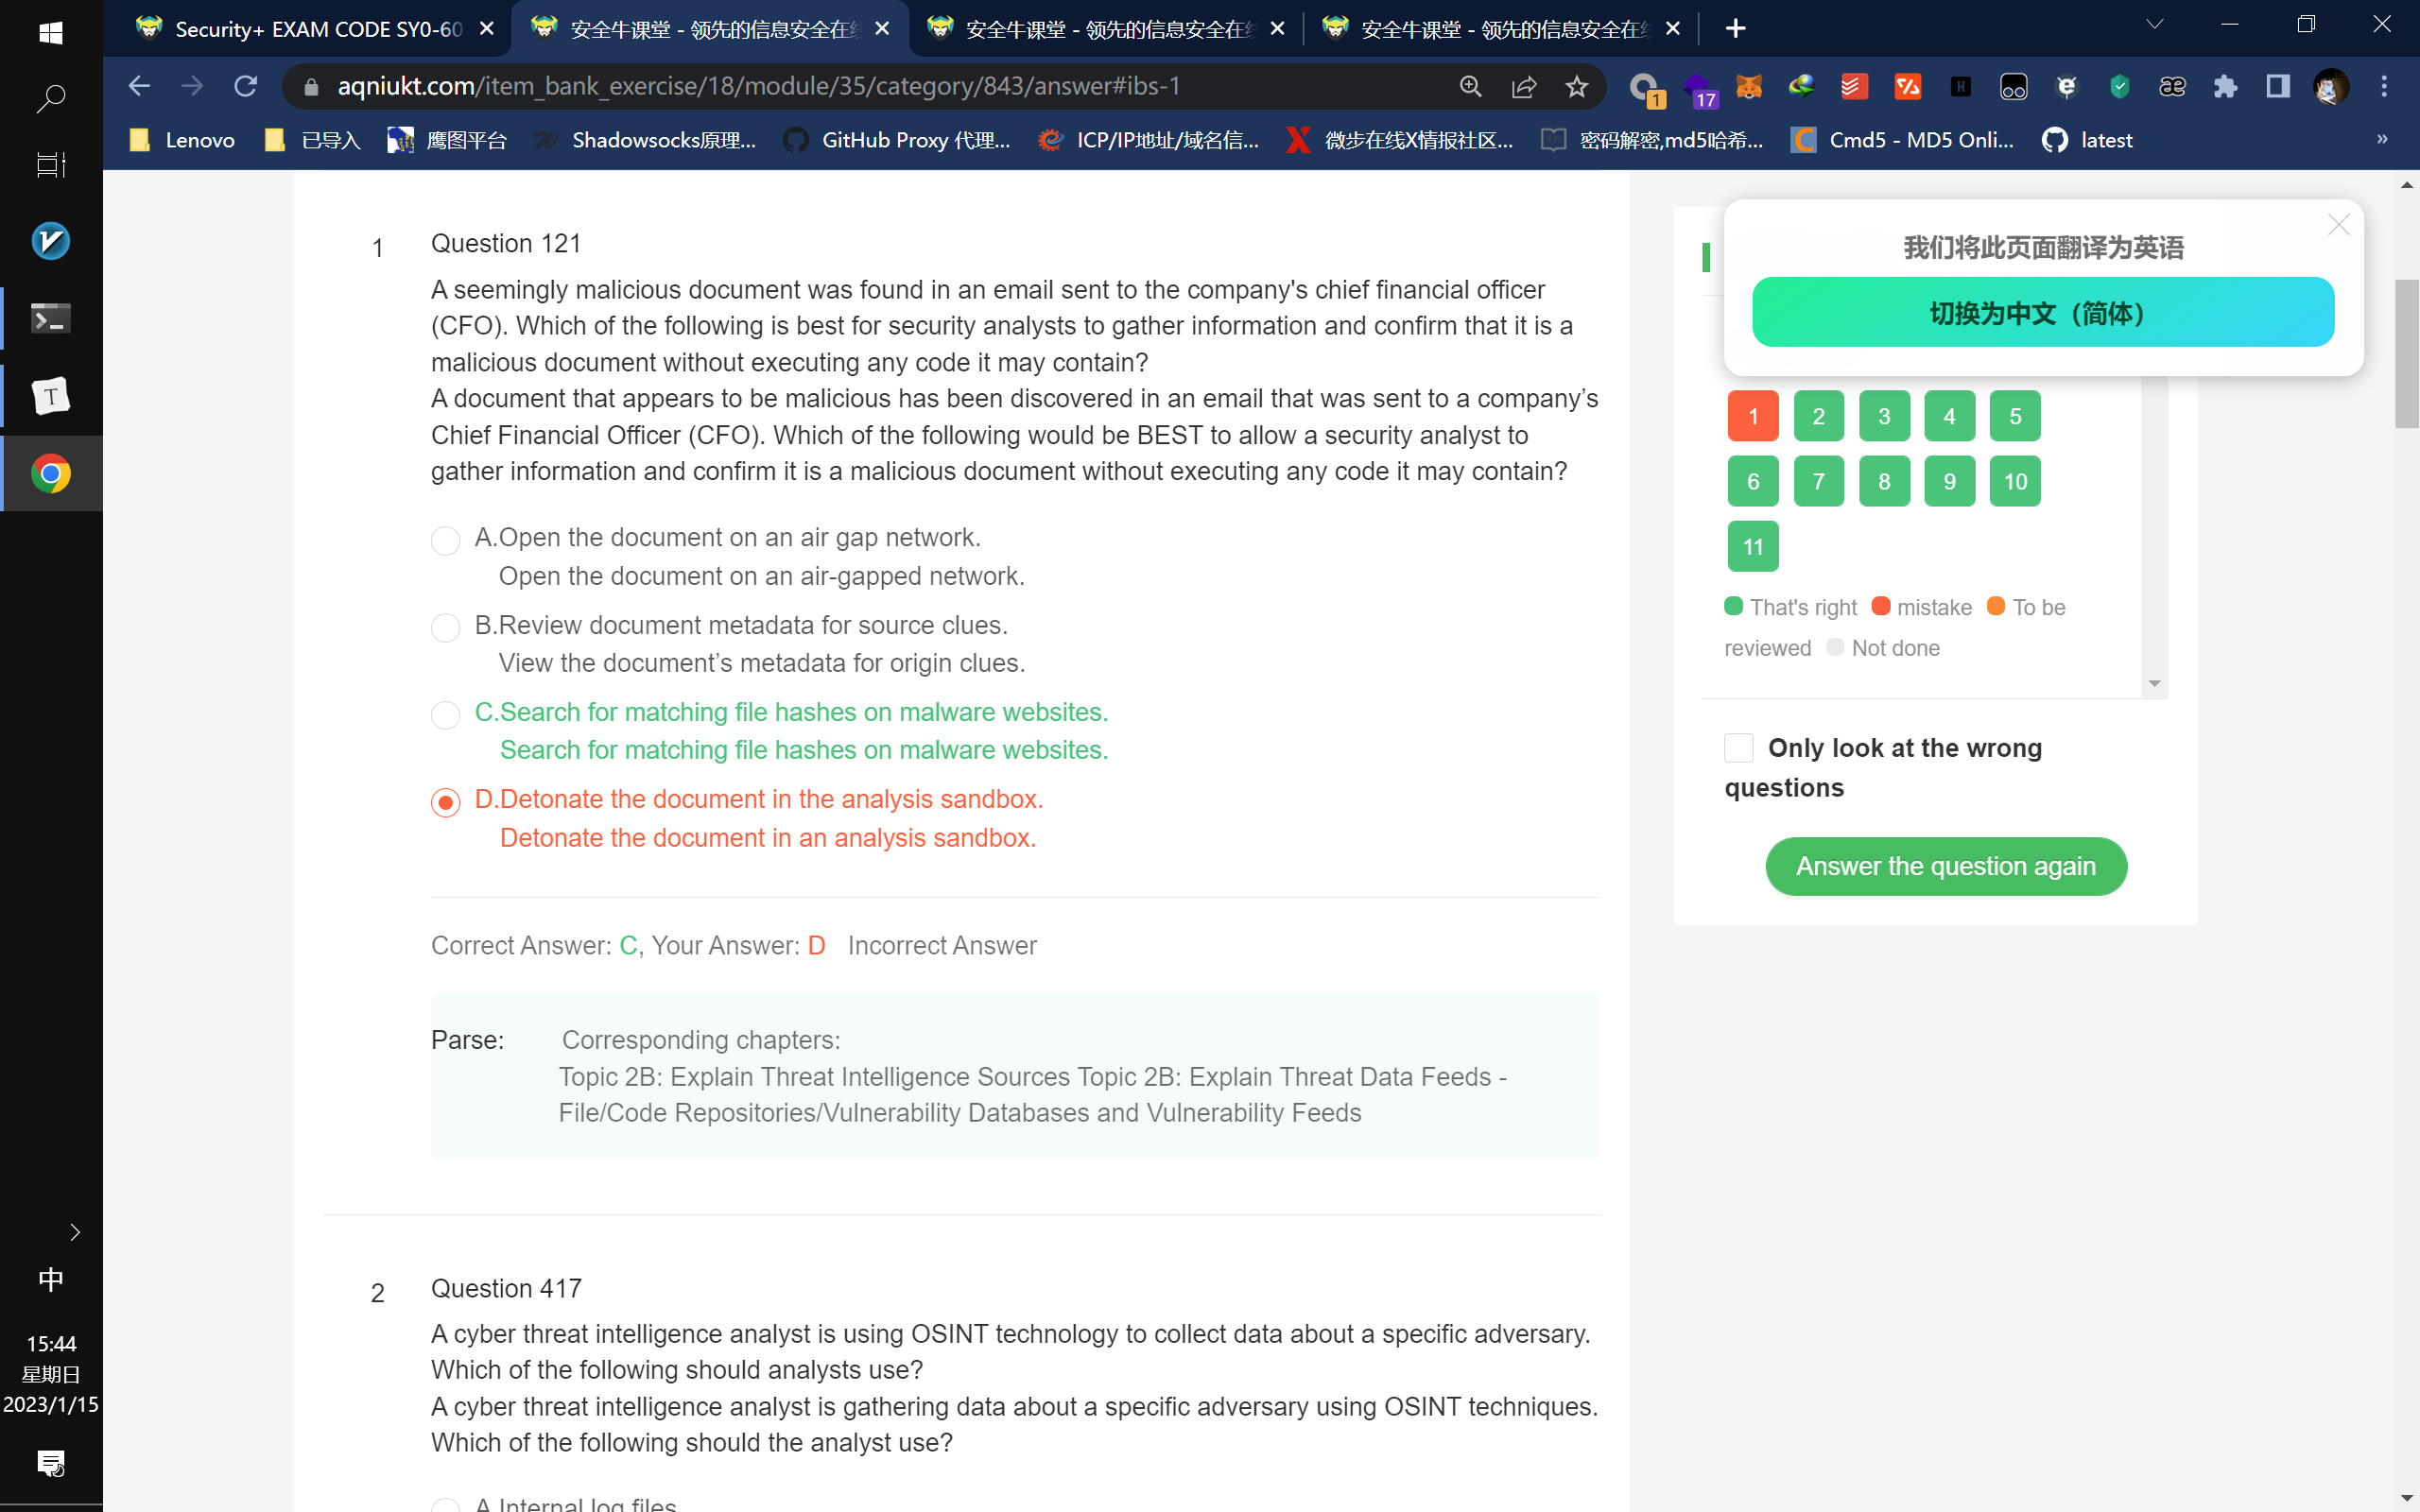 Security+ EXAM CODE SY0-60
安全牛课堂 - 领先的信息安全在线
安全牛课堂 - 领先的信息安全在线
安全牛课堂 - 领先的信息安全在线
aqniukt.com/item_bank_exercise/18/module/35/category/843/answer#ibs-1
1
17
Lenovo
已导入
鹰图平台
Shadowsocks原理...
GitHub Proxy 代理...
ICP/IP地址/域名信...
微步在线X情报社区...
密码解密,md5哈希...
Cmd5 - MD5 Onli...
latest
»
1
Question 121
A seemingly malicious document was found in an email sent to the company's chief financial officer
(CFO). Which of the following is best for security analysts to gather information and confirm that it is a
malicious document without executing any code it may contain?
A document that appears to be malicious has been discovered in an email that was sent to a company’s
Chief Financial Officer (CFO). Which of the following would be BEST to allow a security analyst to
gather information and confirm it is a malicious document without executing any code it may contain?
A.Open the document on an air gap network.
Open the document on an air-gapped network.
B.Review document metadata for source clues.
View the document’s metadata for origin clues.
C.Search for matching file hashes on malware websites.
Search for matching file hashes on malware websites.
D.Detonate the document in the analysis sandbox.
Detonate the document in an analysis sandbox.
Correct Answer: C, Your Answer: D Incorrect Answer
Parse: Corresponding chapters:
Topic 2B: Explain Threat Intelligence Sources Topic 2B: Explain Threat Data Feeds -
File/Code Repositories/Vulnerability Databases and Vulnerability Feeds
2
Question 417
A cyber threat intelligence analyst is using OSINT technology to collect data about a specific adversary.
Which of the following should analysts use?
A cyber threat intelligence analyst is gathering data about a specific adversary using OSINT techniques.
Which of the following should the analyst use?
A.Internal log files.
我们将此页面翻译为英语
切换为中文（简体）
1 2 3 4 5
6 7 8 9 10
11
That's right mistake To be
reviewed Not done
Only look at the wrong
questions
Answer the question again
中
15:44
星期日
2023/1/15